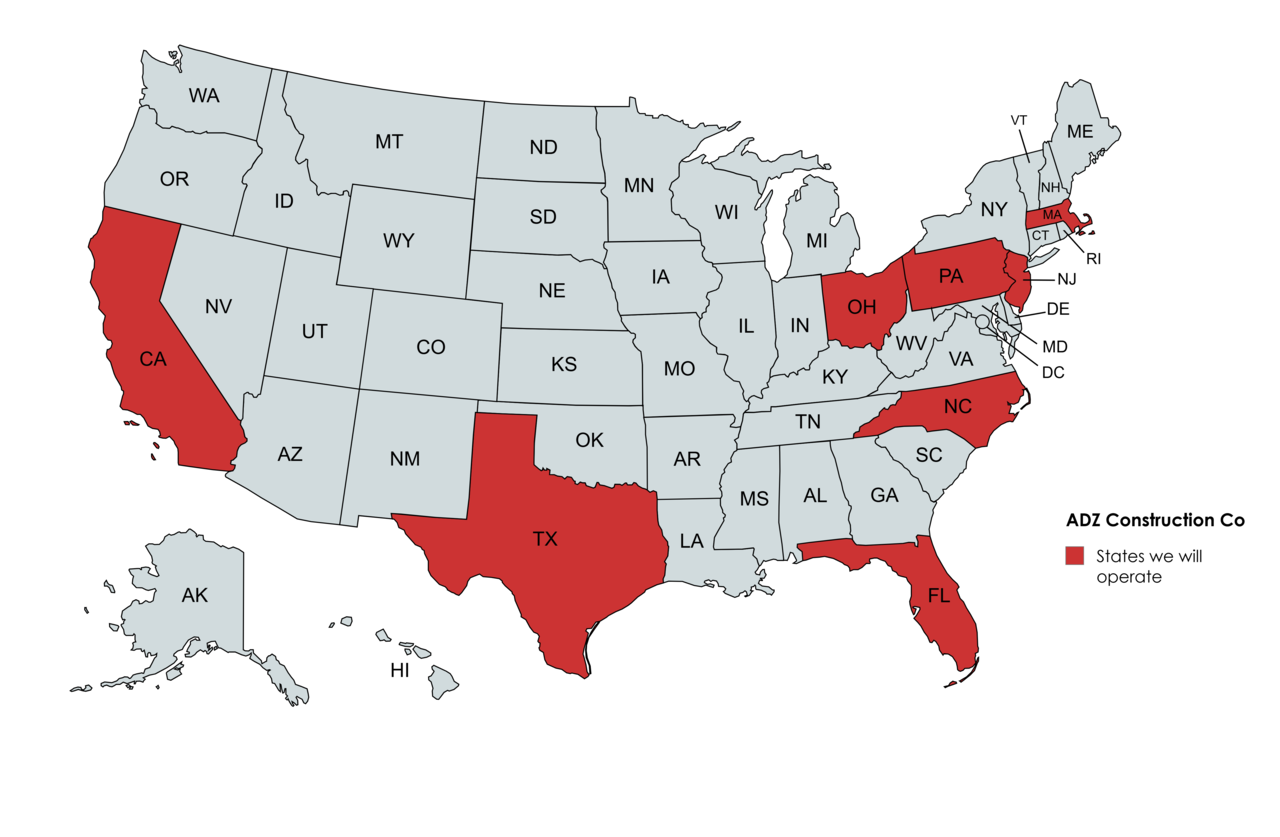 WA
MT
ND
MN
VT
ME
OR
ID
SD
WI
NH
NY
MA
WY
MI
CT
RI
IA
PA
NJ
NE
NV
OH
DE
UT
IL
IN
CO
WV
MD
CA
KS
MO
VA
DC
KY
NC
TN
OK
AZ
NM
AR
SC
MS
AL
GA
ADZ Construction Co
TX
LA
States we will
operate
AK
FL
HI